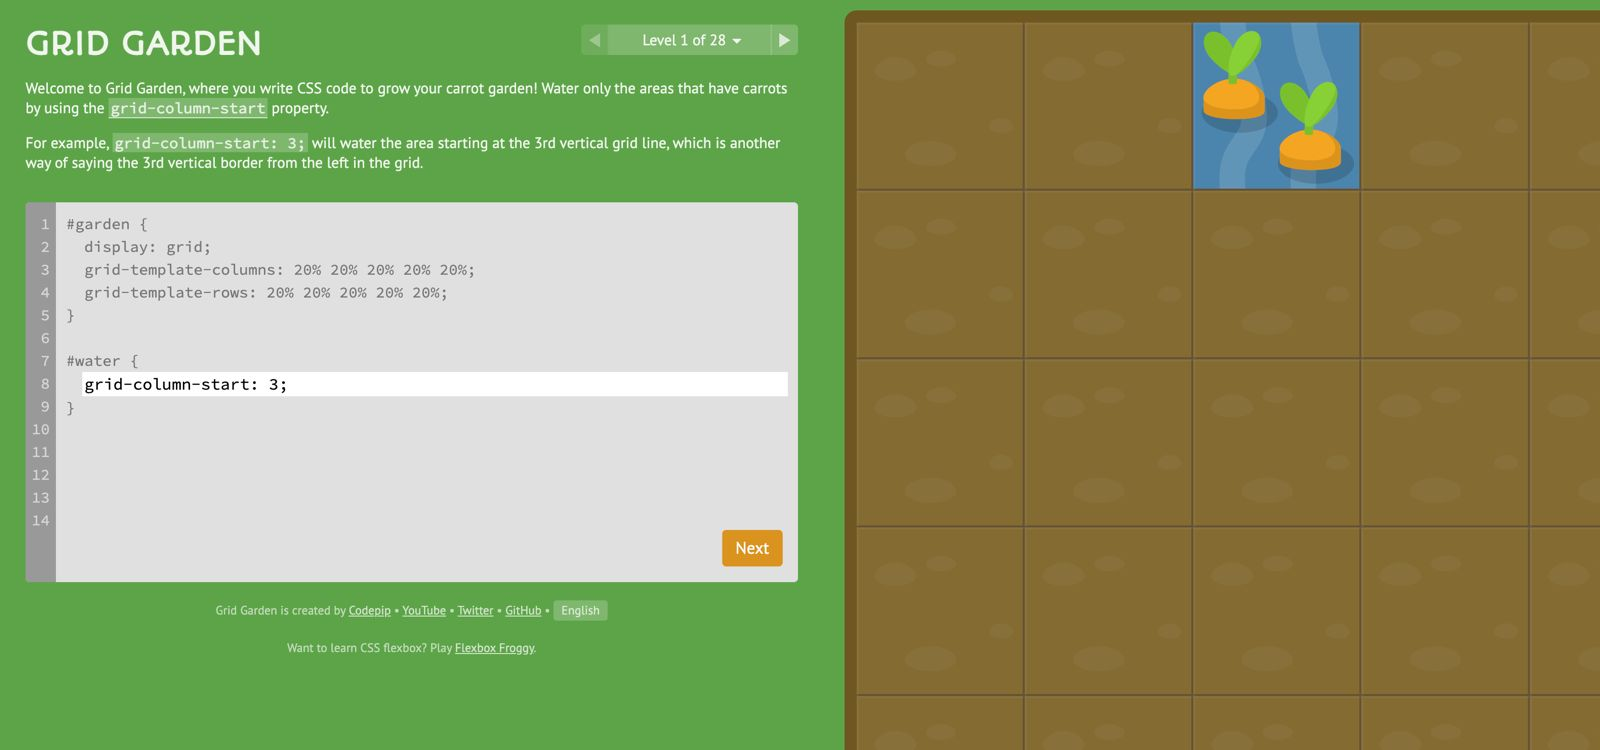 GRID GARDEN
Level 1 of 28
Welcome to Grid Garden, where you write CSS code to grow your carrot garden! Water only the areas that have carrots
by using the grid-column-start property.
For example, grid-column-start: 3; will water the area starting at the 3rd vertical grid line, which is another
way of saying the 3rd vertical border from the left in the grid.
1 #garden {
2 display: grid;
3 grid-template-columns: 20% 20% 20% 20% 20%;
4 grid-template-rows: 20% 20% 20% 20% 20%;
5 }
6
7 #water {
8 grid-column-start: 3;
9 }
10
11
12
13
14
Next
Grid Garden is created by Codepip • YouTube • Twitter • GitHub • English
Want to learn CSS flexbox? Play Flexbox Froggy.